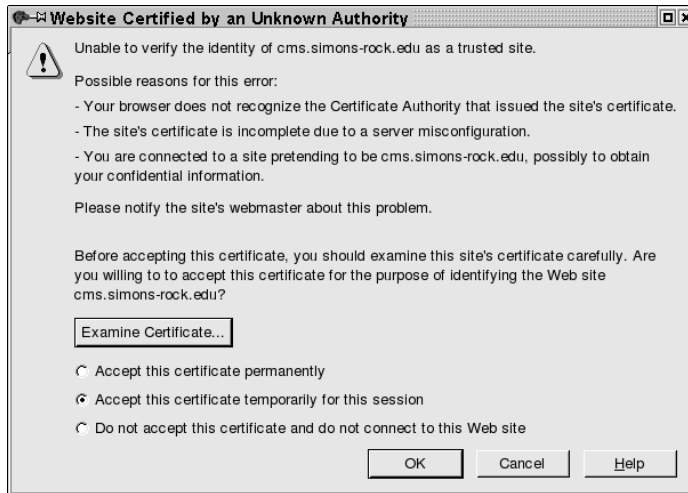 Website Certified by an Unknown Authority
Unable to verify the identity of cms.simons-rock.edu as a trusted site.
Possible reasons for this error:
- Your browser does not recognize the Certificate Authority that issued the site's certificate.
- The site's certificate is incomplete due to a server misconfiguration.
- You are connected to a site pretending to be cms.simons-rock.edu, possibly to obtain
your confidential information.
Please notify the site's webmaster about this problem.
Before accepting this certificate, you should examine this site's certificate carefully. Are
you willing to to accept this certificate for the purpose of identifying the Web site
cms.simons-rock.edu?
Examine Certificate...
Accept this certificate permanently
Accept this certificate temporarily for this session
Do not accept this certificate and do not connect to this Web site
OK Cancel Help